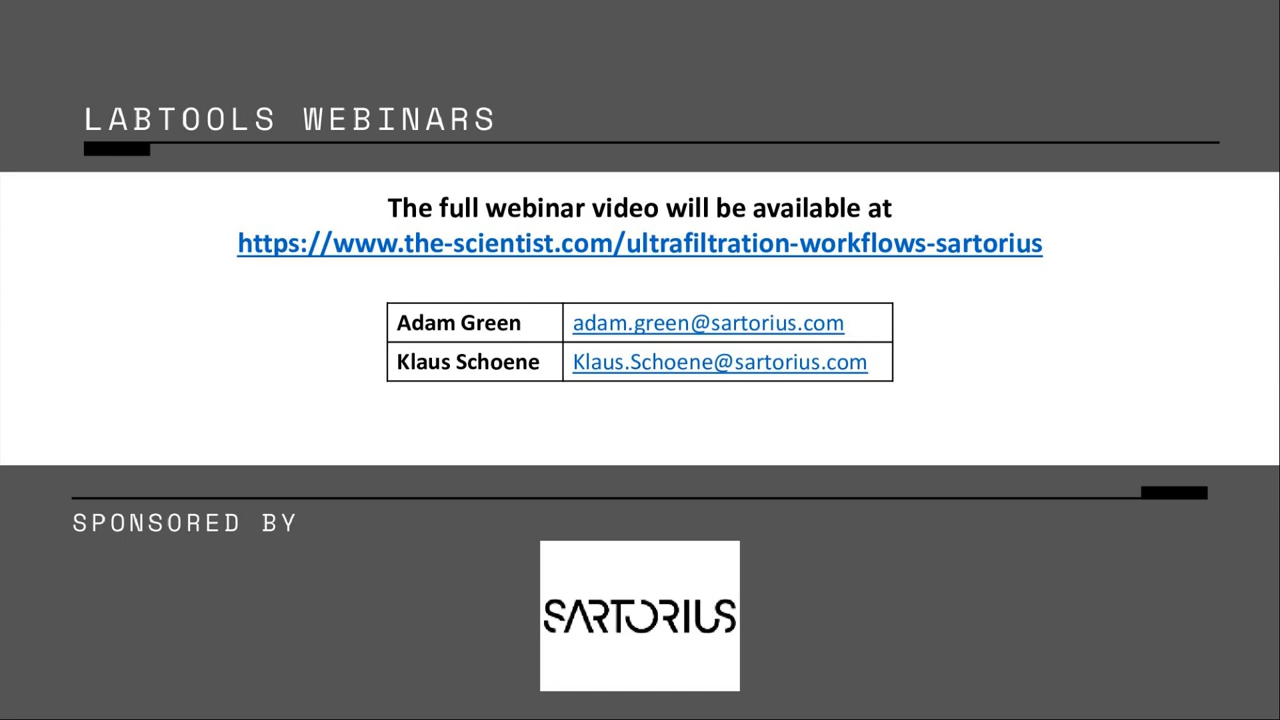 LABTOOLS WEBINARS
The full webinar video will be available at
https://www.the-scientist.com/ultrafiltration-workflows-sartorius
Adam Green adam.green@sartorius.com
Klaus Schoene Klaus.Schoene@sartorius.com
SPONSORED BY
SARTORIUS